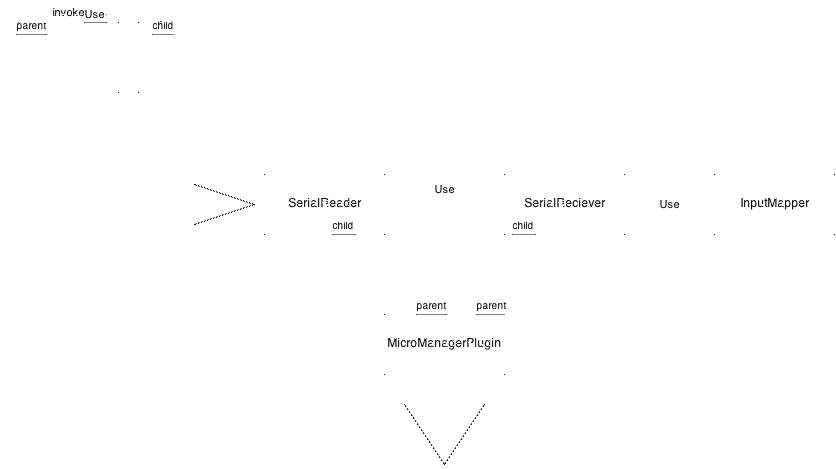 invoke Use
parent
child
SerialReader
Use
SerialReciever
Use
InputMapper
child
child
parent
parent
MicroManagerPlugin